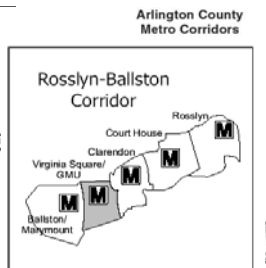 Arlington County
Metro Corridors
Rosslyn-Ballston
Corridor
Rosslyn
M
Court House
M
Clarendon
M
Virginia Square/
GMU
M
M
Ballston/
Marymount